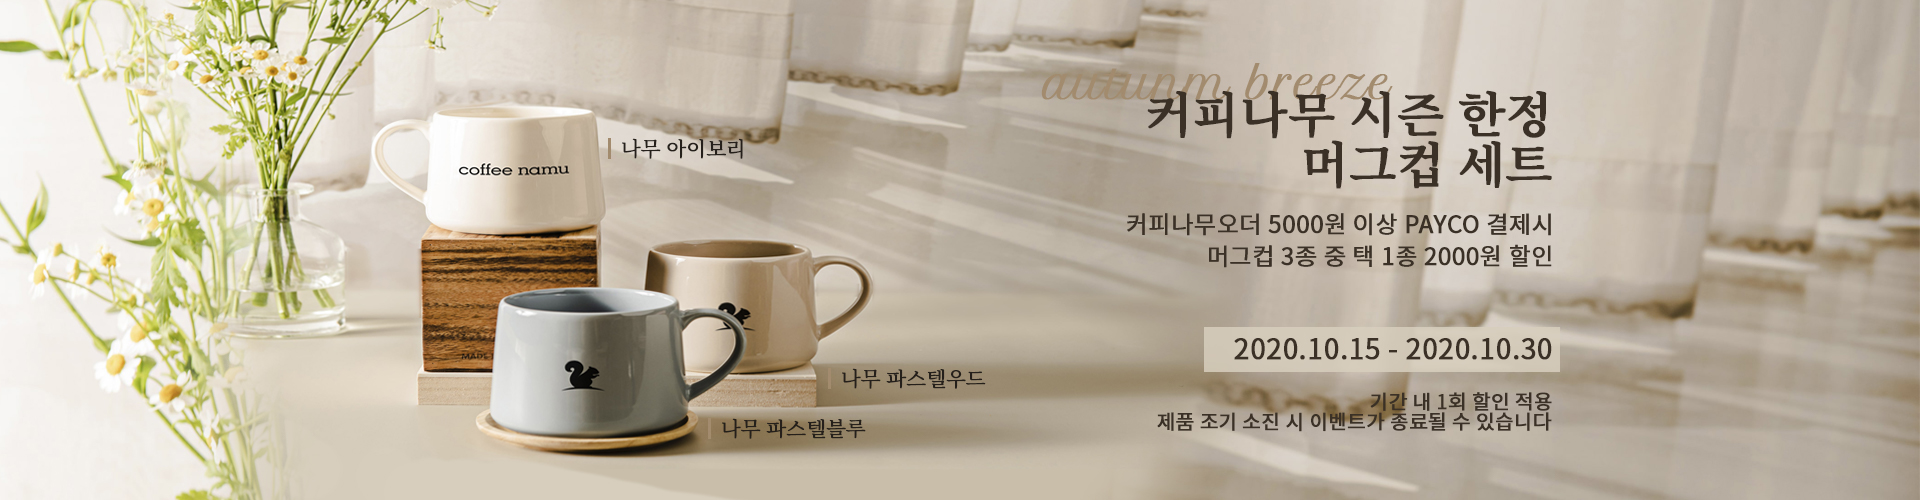 autunm breeze
커피나무 시즌 한정
머그컵 세트
커피나무오더 5000원 이상 PAYCO 결제시
머그컵 3종 중 택 1종 2000원 할인
2020.10.15 - 2020.10.30
기간 내 1회 할인 적용
제품 조기 소진 시 이벤트가 종료될 수 있습니다
coffee namu
나무 아이보리
나무 파스텔우드
나무 파스텔블루
MADE